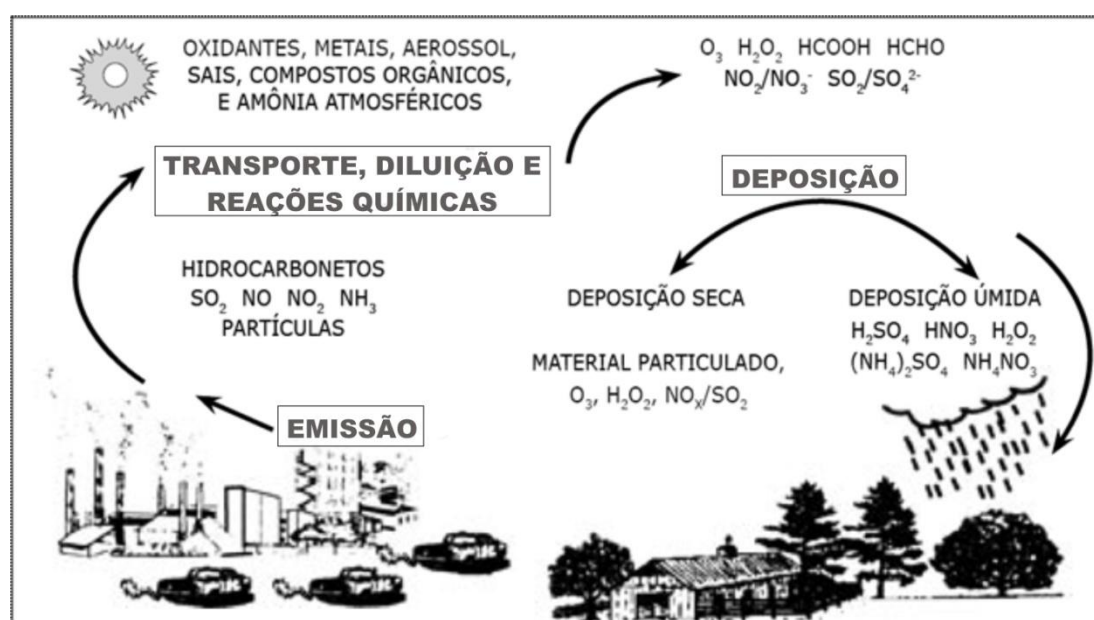 OXIDANTES, METAIS, AEROSSOL,
SAIS, COMPOSTOS ORGÂNICOS,
E AMÔNIA ATMOSFÉRICOS
TRANSPORTE, DILUIÇÃO E
REAÇÕES QUÍMICAS
O₃ H₂O₂ HCOOH HCHO
NO₂/NO₃⁻ SO₂/SO₄²⁻
DEPOSIÇÃO
HIDROCARBONETOS
SO₂ NO NO₂ NH₃
PARTÍCULAS
DEPOSIÇÃO SECA
MATERIAL PARTICULADO,
O₃, H₂O₂, NOₓ/SO₂
DEPOSIÇÃO ÚMIDA
H₂SO₄ HNO₃ H₂O₂
(NH₄)₂SO₄ NH₄NO₃
EMISSÃO